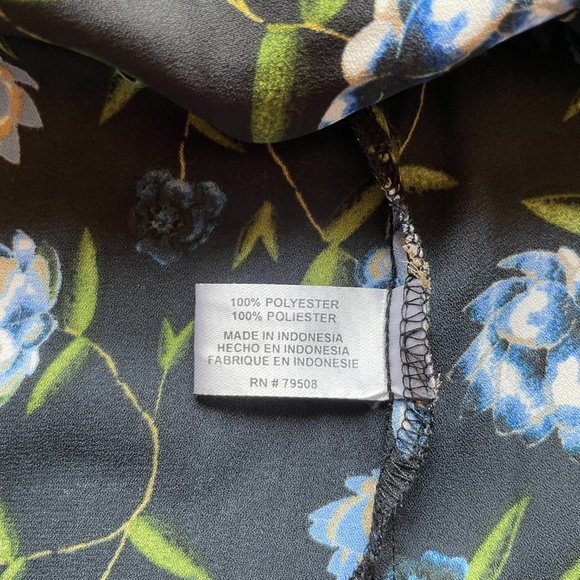 100% POLYESTER
100% POLIESTER
MADE IN INDONESIA
HECHO EN INDONESIA
FABRIQUE EN INDONESIE
RN # 79508